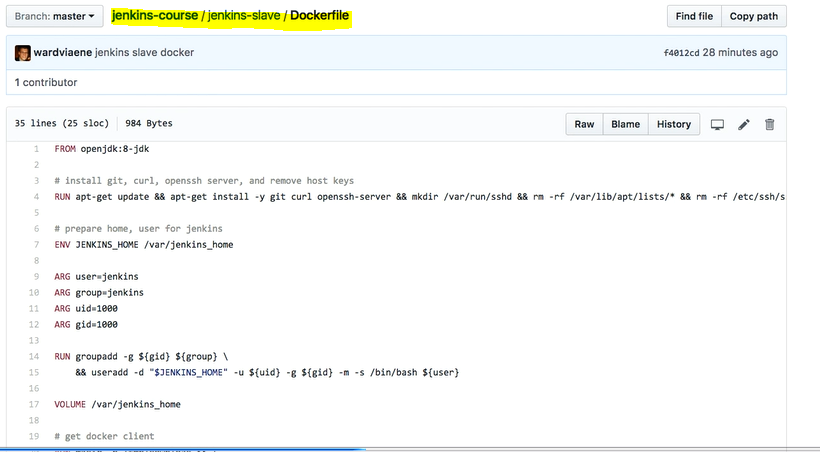 Branch: master jenkins-course / jenkins-slave / Dockerfile Find file Copy path
wardviaene jenkins slave docker f4012cd 28 minutes ago
1 contributor
35 lines (25 sloc) 984 Bytes Raw Blame History
1 FROM openjdk:8-jdk
2
3 # install git, curl, openssh server, and remove host keys
4 RUN apt-get update && apt-get install -y git curl openssh-server && mkdir /var/run/sshd && rm -rf /var/lib/apt/lists/* && rm -rf /etc/ssh/s
5
6 # prepare home, user for jenkins
7 ENV JENKINS_HOME /var/jenkins_home
8
9 ARG user=jenkins
10 ARG group=jenkins
11 ARG uid=1000
12 ARG gid=1000
13
14 RUN groupadd -g ${gid} ${group} \
15 && useradd -d "$JENKINS_HOME" -u ${uid} -g ${gid} -m -s /bin/bash ${user}
16
17 VOLUME /var/jenkins_home
18
19 # get docker client